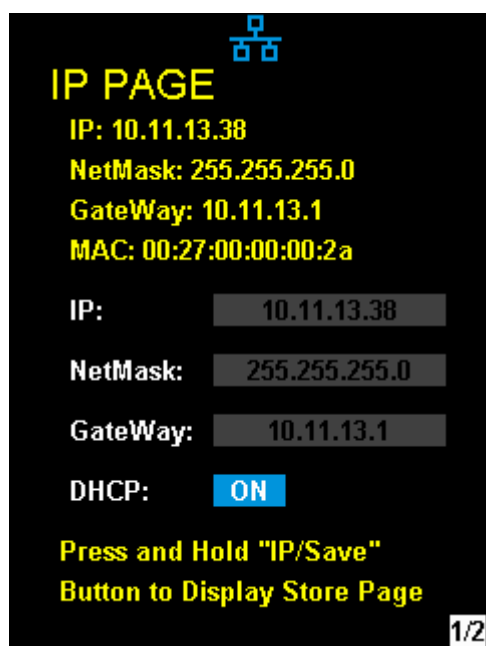 IP PAGE
IP: 10.11.13.38
NetMask: 255.255.255.0
GateWay: 10.11.13.1
MAC: 00:27:00:00:00:2a
IP: 10.11.13.38
NetMask: 255.255.255.0
GateWay: 10.11.13.1
DHCP: ON
Press and Hold "IP/Save"
Button to Display Store Page
1/2